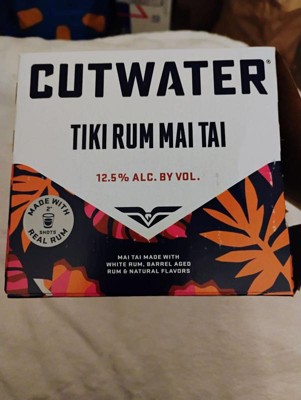 CUTWATER®
TIKI RUM MAI TAI
12.5% ALC. BY VOL.
MADE WITH
2*
SHOTS
REAL RUM
MAI TAI MADE WITH
WHITE RUM, BARREL AGED
RUM & NATURAL FLAVORS